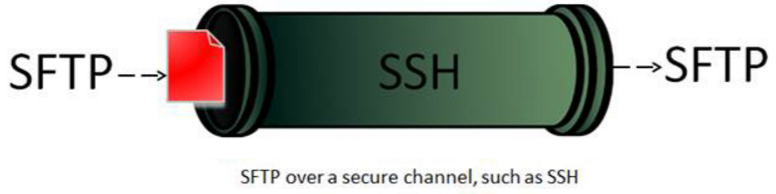 SFTP SSH SFTP
SFTP over a secure channel, such as SSH